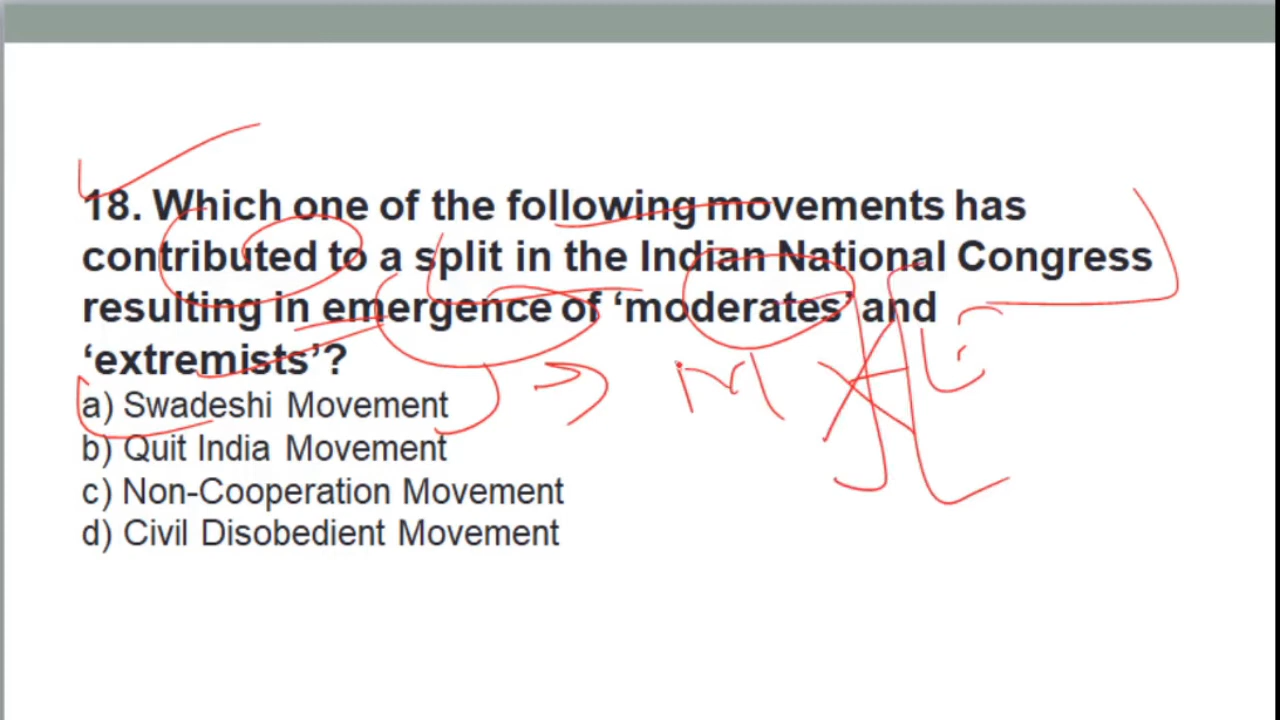 18. Which one of the following movements has
contributed to a split in the Indian National Congress
resulting in emergence of ‘moderates’ and
‘extremists’?
a) Swadeshi Movement
b) Quit India Movement
c) Non-Cooperation Movement
d) Civil Disobedient Movement
M